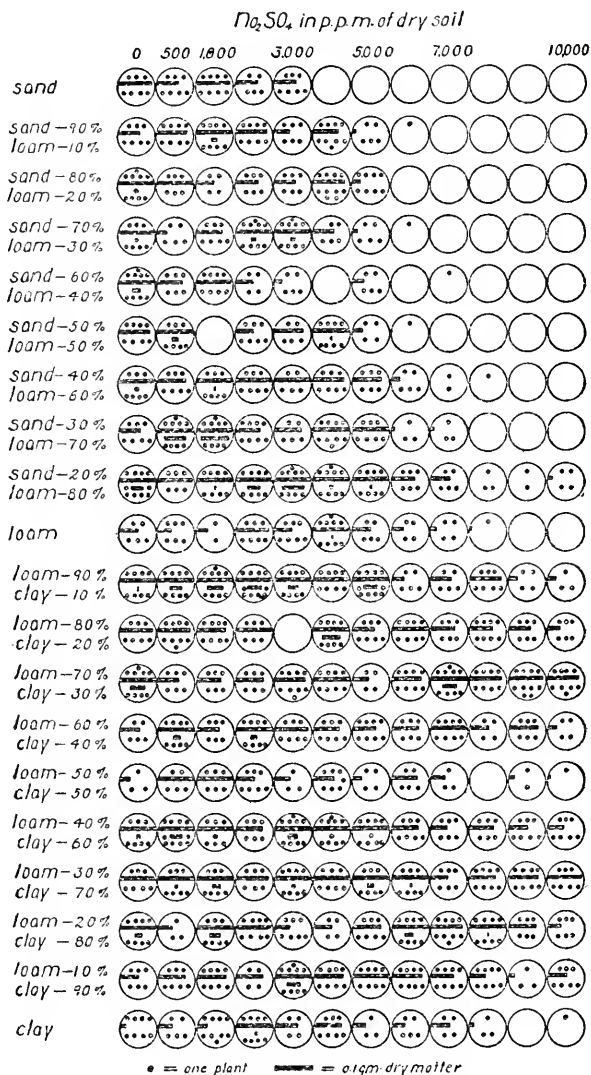 Na₂SO₄ in p.p.m. of dry soil
0 500 1,000 3,000 5,000 7,000 10,000
sand
sand-90%
loam-10%
sand-80%
loam-20%
sand-70%
loam-30%
sand-60%
loam-40%
sand-50%
loam-50%
sand-40%
loam-60%
sand-30%
loam-70%
sand-20%
loam-80%
loam
loam-90%
clay-10%
loam-80%
clay-20%
loam-70%
clay-30%
loam-60%
clay-40%
loam-50%
clay-50%
loam-40%
clay-60%
loam-30%
clay-70%
loam-20%
clay-80%
loam-10%
clay-90%
clay
• = one plant ▬ = 0.1gm. dry matter